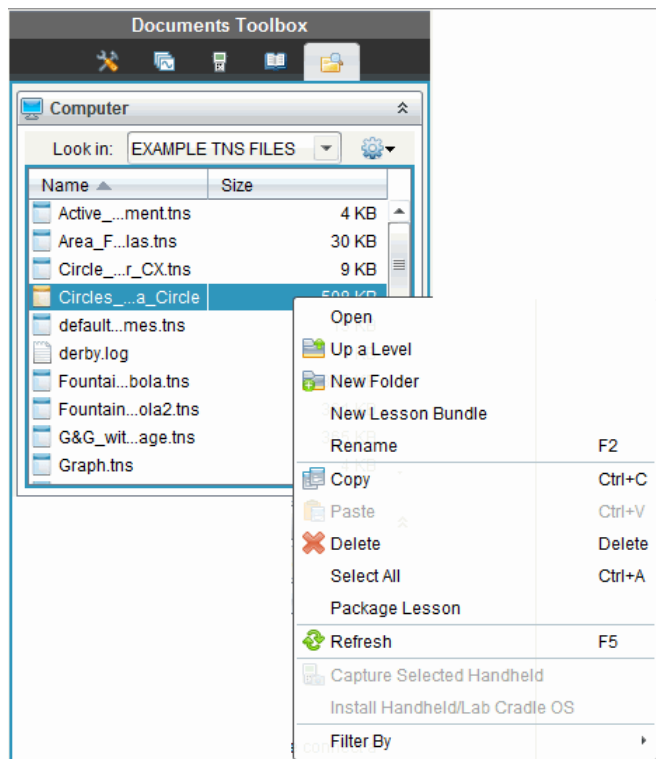 Documents Toolbox
Computer
Look in: EXAMPLE TNS FILES
Name Size
Active_...ment.tns 4 KB
Area_F...las.tns 30 KB
Circle_...r_CX.tns 9 KB
Circles_...a_Circle
default...mes.tns
derby.log
Fountai...bola.tns
Fountain...ola2.tns
G&G_wit...age.tns
Graph.tns
Open
Up a Level
New Folder
New Lesson Bundle
Rename F2
Copy Ctrl+C
Paste Ctrl+V
Delete Delete
Select All Ctrl+A
Package Lesson
Refresh F5
Capture Selected Handheld
Install Handheld/Lab Cradle OS
Filter By